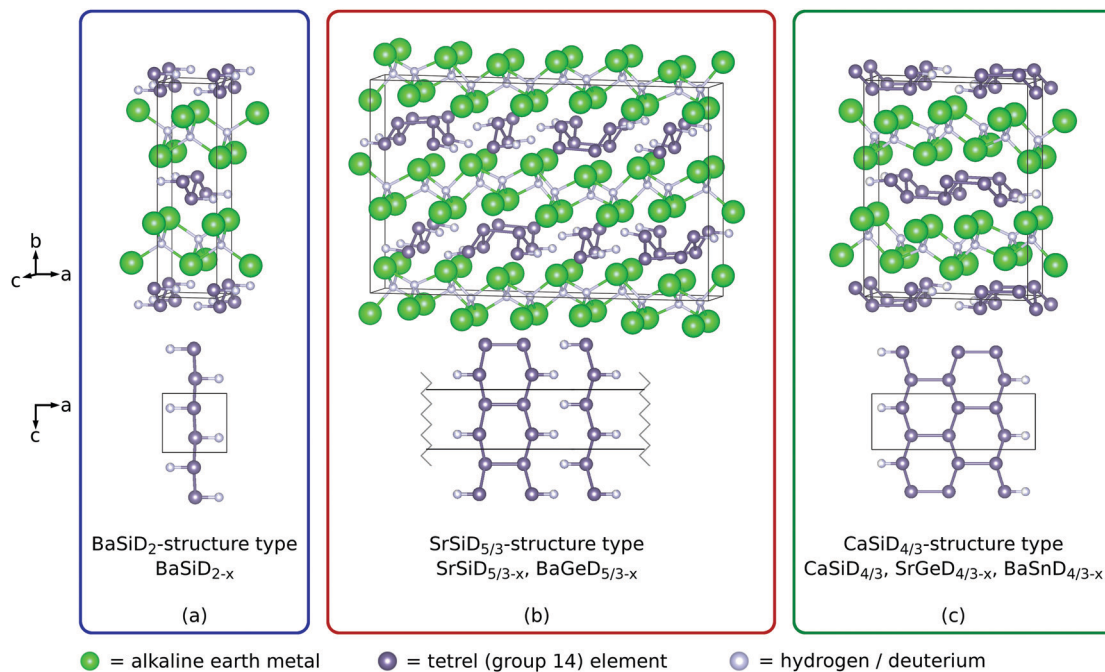 b
c a
a
c
BaSiD₂-structure type
BaSiD₂₋ₓ
(a)
SrSiD₅/₃-structure type
SrSiD₅/₃₋ₓ, BaGeD₅/₃₋ₓ
(b)
CaSiD₄/₃-structure type
CaSiD₄/₃, SrGeD₄/₃₋ₓ, BaSnD₄/₃₋ₓ
(c)
= alkaline earth metal = tetrel (group 14) element = hydrogen / deuterium